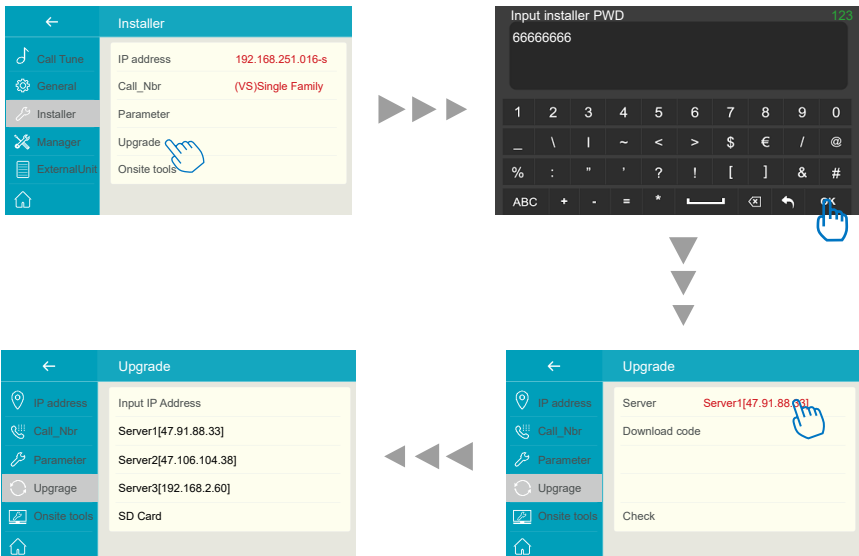 Installer
Call Tune
General
Installer
Manager
ExternalUnit
IP address 192.168.251.016-s
Call_Nbr (VS)Single Family
Parameter
Upgrade
Onsite tools
Input installer PWD 123
66666666
1 2 3 4 5 6 7 8 9 0
_ \ | ~ < > $ € / @
% : " ' ? ! [ ] & #
ABC + - = * OK
Upgrade
IP address
Call_Nbr
Parameter
Upgrage
Onsite tools
Input IP Address
Server1[47.91.88.33]
Server2[47.106.104.38]
Server3[192.168.2.60]
SD Card
Upgrade
IP address
Call_Nbr
Parameter
Upgrage
Onsite tools
Server Server1[47.91.88.33]
Download code
Check